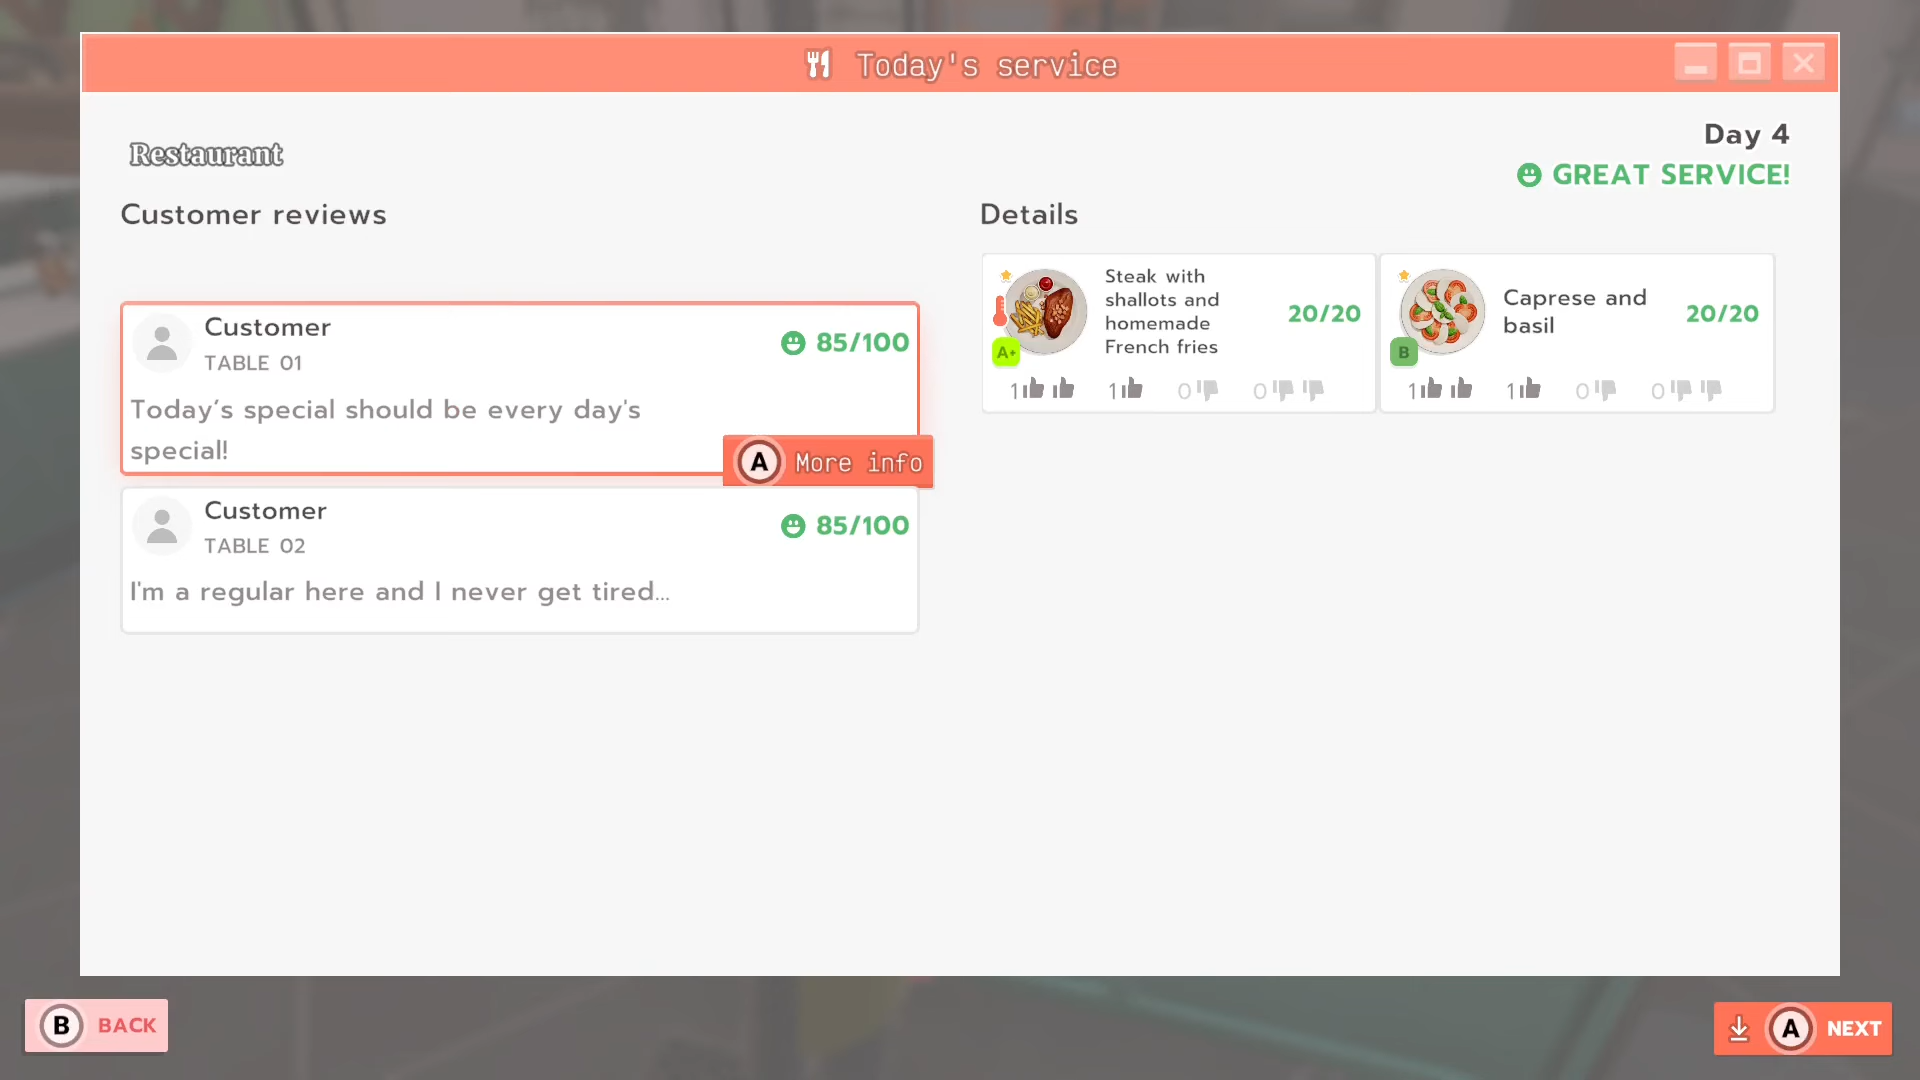 Today's service
Restaurant
Day 4
GREAT SERVICE!
Customer reviews
Details
Customer
TABLE 01
85/100
Today’s special should be every day's
special!
A More info
Customer
TABLE 02
85/100
I'm a regular here and I never get tired...
Steak with
shallots and
homemade
French fries
20/20
A+
1 1 0 0
Caprese and
basil
20/20
B
1 1 0 0
B BACK
A NEXT